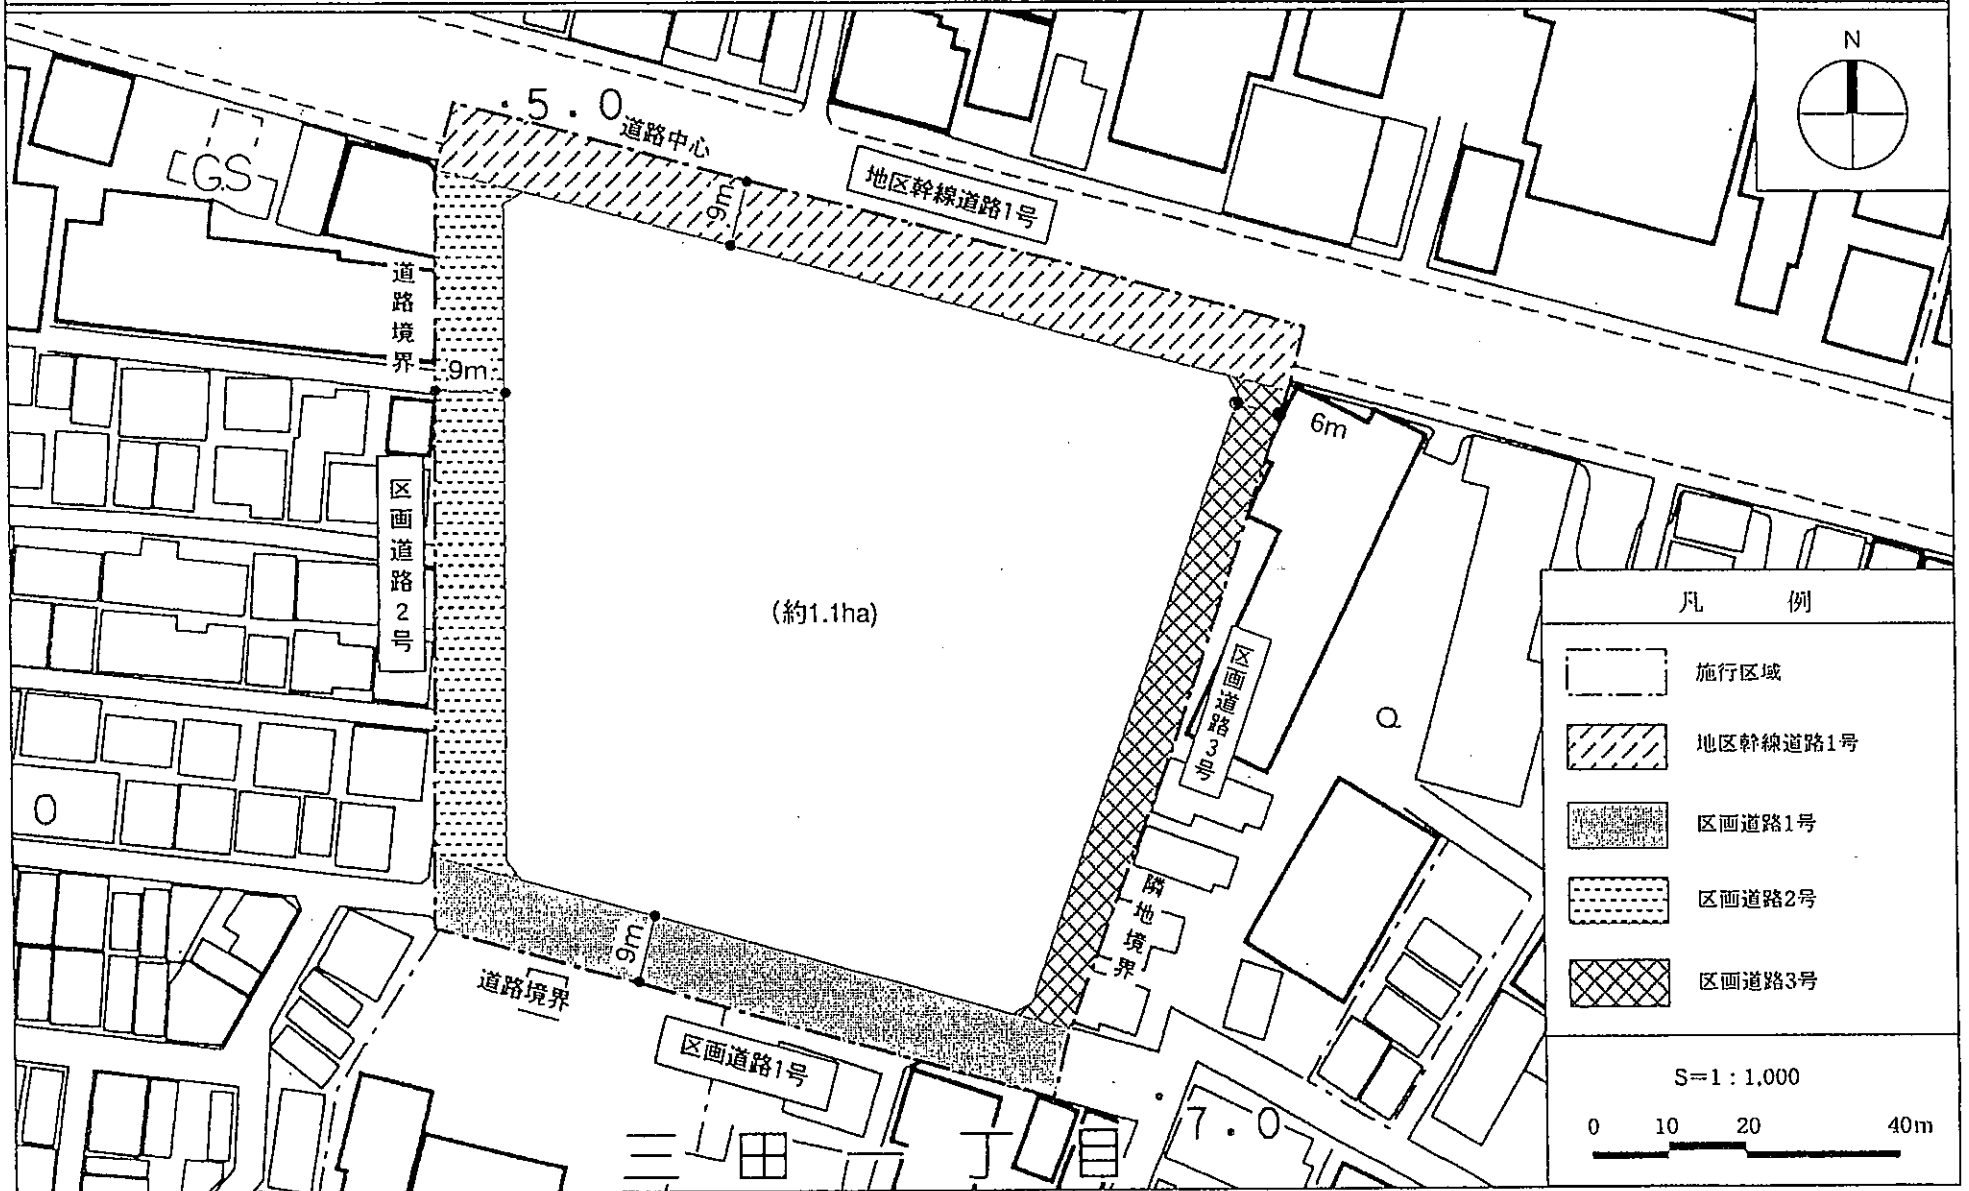 N
・5.0
道路中心
地区幹線道路1号
9m
GS
道路境界
9m
6m
区画道路2号
(約1.1ha)
区画道路3号
隣地境界
9m
道路境界
区画道路1号
・7.0
三田一丁目
凡 例
施行区域
地区幹線道路1号
区画道路1号
区画道路2号
区画道路3号
S=1:1,000
0 10 20 40m